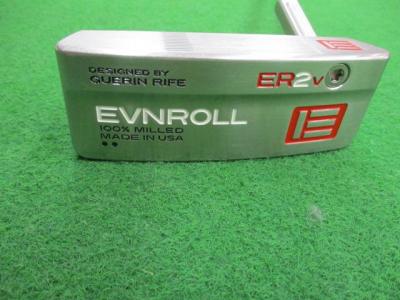 DESIGNED BY
GUERIN RIFE
ER2v
EVNROLL
100% MILLED
MADE IN USA
E